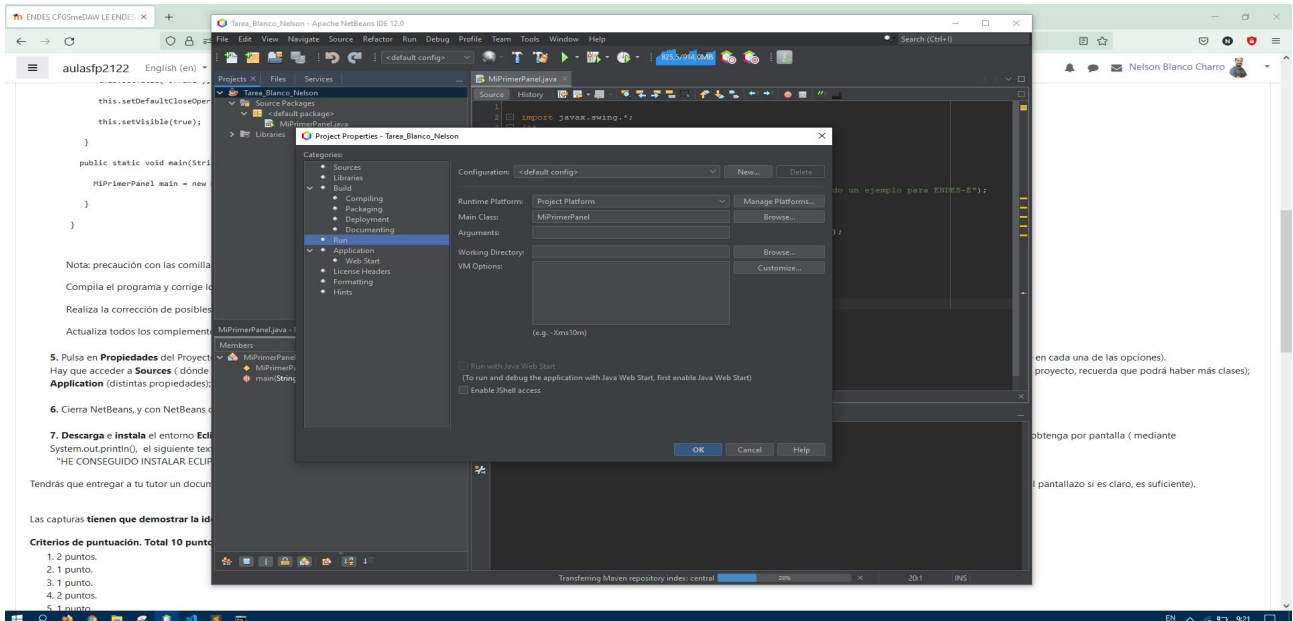 ENDES CFGSmeDAW LE ENDES
Tarea_Blanco_Nelson - Apache NetBeans IDE 12.0
File Edit View Navigate Source Refactor Run Debug Profile Team Tools Window Help
Search (Ctrl+I)
<default config>
825,5/914,0MB
aulasfp2122 English (en)
Nelson Blanco Charro
Projects Files Services
MiPrimerPanel.java
Tarea_Blanco_Nelson
Source Packages
<default package>
MiPrimerPanel.java
Libraries
Source History
1
2 import javax.swing.*;
this.setDefaultCloseOper
this.setVisible(true);
}
public static void main(Stri
MiPrimerPanel main = new
}
}
do un ejemplo para ENDES-E");
);
Project Properties - Tarea_Blanco_Nelson
Categories:
Sources
Libraries
Build
Compiling
Packaging
Deployment
Documenting
Run
Application
Web Start
License Headers
Formatting
Hints
Configuration: <default config> New... Delete
Runtime Platform: Project Platform Manage Platforms...
Main Class: MiPrimerPanel Browse...
Arguments:
Working Directory: Browse...
VM Options: Customize...
(e.g. -Xms10m)
Run with Java Web Start
(To run and debug the application with Java Web Start, first enable Java Web Start)
Enable JShell access
OK Cancel Help
MiPrimerPanel.java -
Members
MiPrimerPanel
MiPrimerP
main(String
Nota: precaución con las comilla
Compila el programa y corrige lo
Realiza la corrección de posibles
Actualiza todos los complement
5. Pulsa en Propiedades del Proyect
en cada una de las opciones).
Hay que acceder a Sources ( dónde
proyecto, recuerda que podrá haber más clases);
Application (distintas propiedades);
6. Cierra NetBeans, y con NetBeans
7. Descarga e instala el entorno Ecli
obtenga por pantalla ( mediante
System.out.println(), el siguiente tex
"HE CONSEGUIDO INSTALAR ECLIP
Tendrás que entregar a tu tutor un docum
l pantallazo si es claro, es suficiente).
Las capturas tienen que demostrar la id
Criterios de puntuación. Total 10 punto
1. 2 puntos.
2. 1 punto.
3. 1 punto.
4. 2 puntos.
5. 1 punto
Transferring Maven repository index: central 20% 20:1 INS
EN 9:21